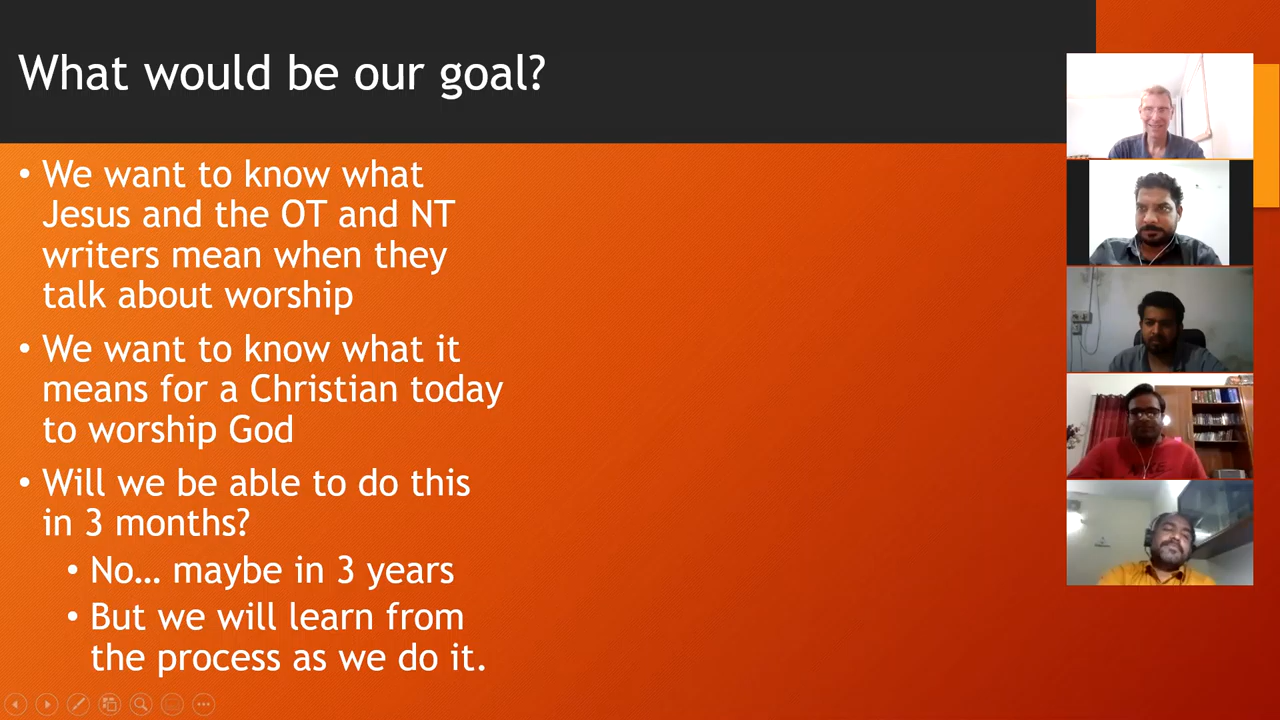 What would be our goal?
• We want to know what
Jesus and the OT and NT
writers mean when they
talk about worship
• We want to know what it
means for a Christian today
to worship God
• Will we be able to do this
in 3 months?
• No… maybe in 3 years
• But we will learn from
the process as we do it.